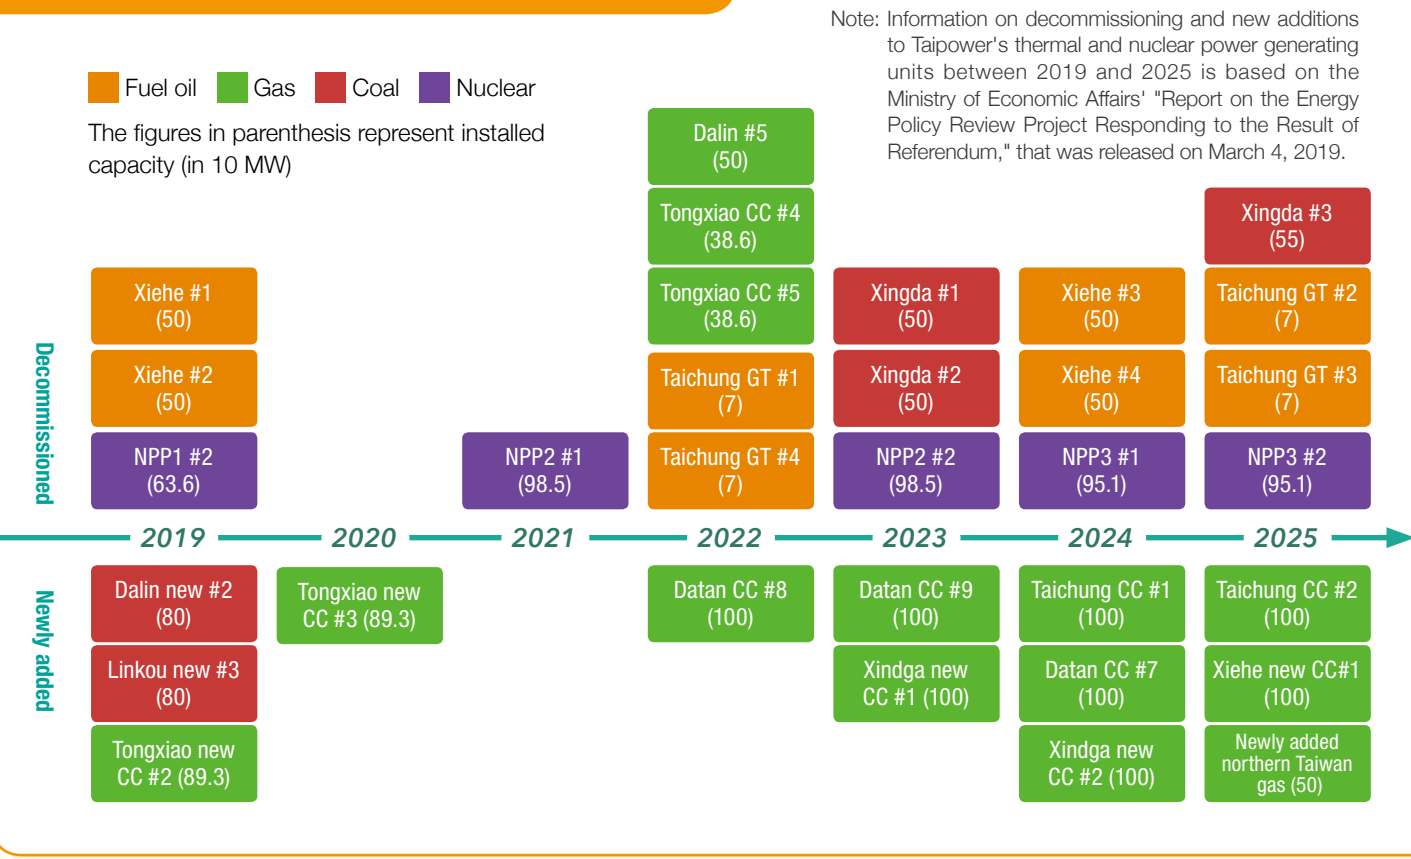 Note: Information on decommissioning and new additions
to Taipower's thermal and nuclear power generating
units between 2019 and 2025 is based on the
Ministry of Economic Affairs' "Report on the Energy
Policy Review Project Responding to the Result of
Referendum," that was released on March 4, 2019.
Fuel oil
Gas
Coal
Nuclear
The figures in parenthesis represent installed
capacity (in 10 MW)
Decommissioned
Xiehe #1
(50)
Xiehe #2
(50)
NPP1 #2
(63.6)
NPP2 #1
(98.5)
Dalin #5
(50)
Tongxiao CC #4
(38.6)
Tongxiao CC #5
(38.6)
Taichung GT #1
(7)
Taichung GT #4
(7)
Xingda #1
(50)
Xingda #2
(50)
NPP2 #2
(98.5)
Xiehe #3
(50)
Xiehe #4
(50)
NPP3 #1
(95.1)
Xingda #3
(55)
Taichung GT #2
(7)
Taichung GT #3
(7)
NPP3 #2
(95.1)
2019
2020
2021
2022
2023
2024
2025
Newly added
Dalin new #2
(80)
Linkou new #3
(80)
Tongxiao new
CC #2 (89.3)
Tongxiao new
CC #3 (89.3)
Datan CC #8
(100)
Datan CC #9
(100)
Xindga new
CC #1 (100)
Taichung CC #1
(100)
Datan CC #7
(100)
Xindga new
CC #2 (100)
Taichung CC #2
(100)
Xiehe new CC#1
(100)
Newly added
northern Taiwan
gas (50)